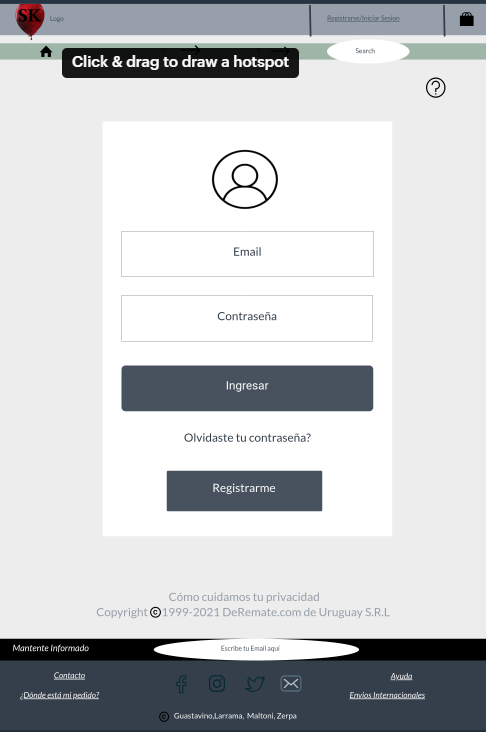 SK
Logo
Registrarse/Iniciar Sesion
Search
Click & drag to draw a hotspot
?
Email
Contraseña
Ingresar
Olvidaste tu contraseña?
Registrarme
Cómo cuidamos tu privacidad
Copyright © 1999-2021 DeRemate.com de Uruguay S.R.L
Mantente Informado
Escribe tu Email aquí
Contacto
Ayuda
¿Dónde está mi pedido?
Envios Internacionales
© Guastavino,Larrama, Maltoni, Zerpa